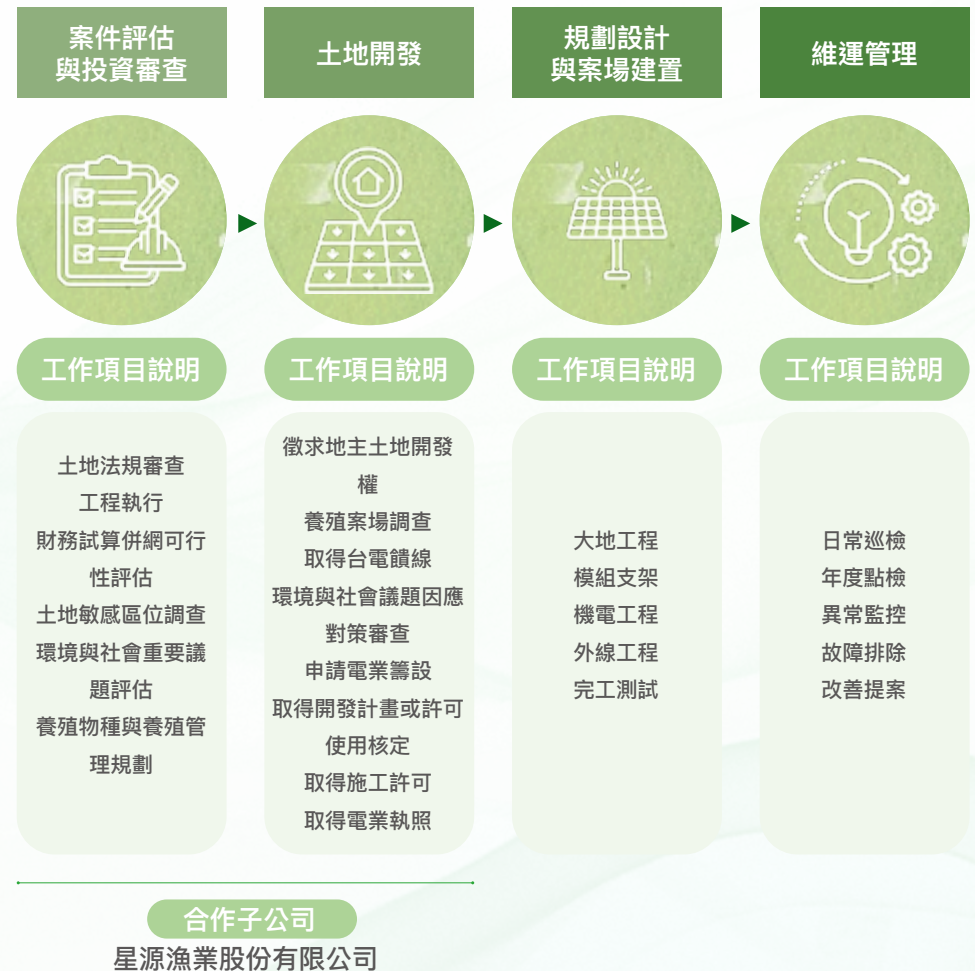 案件評估
與投資審查
土地開發
規劃設計
與案場建置
維運管理
工作項目說明
工作項目說明
工作項目說明
工作項目說明
土地法規審查
工程執行
財務試算併網可行
性評估
土地敏感區位調查
環境與社會重要議
題評估
養殖物種與養殖管
理規劃
徵求地主土地開發
權
養殖案場調查
取得台電饋線
環境與社會議題因應
對策審查
申請電業籌設
取得開發計畫或許可
使用核定
取得施工許可
取得電業執照
大地工程
模組支架
機電工程
外線工程
完工測試
日常巡檢
年度點檢
異常監控
故障排除
改善提案
合作子公司
星源漁業股份有限公司